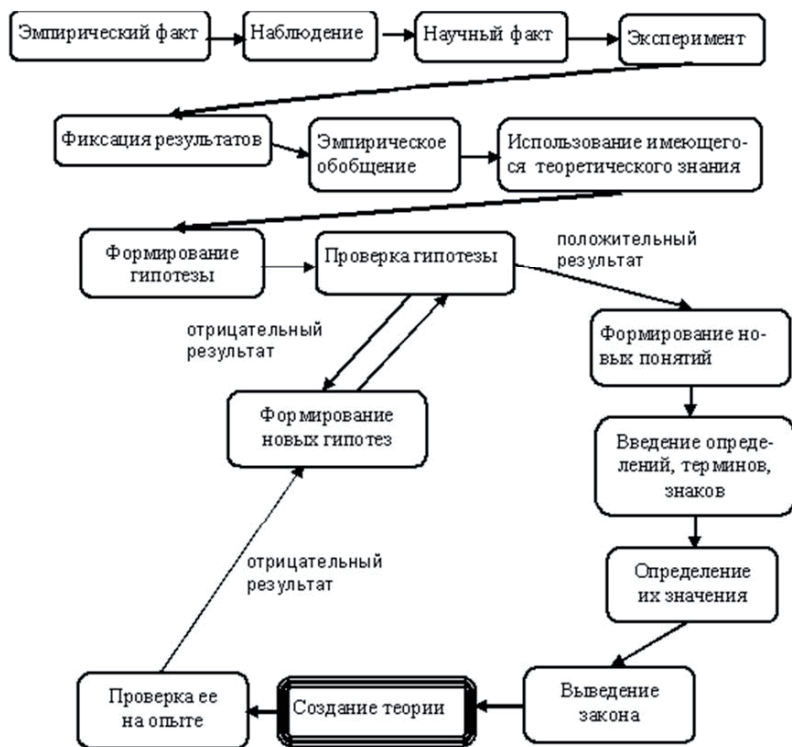 Эмпирический факт
Наблюдение
Научный факт
Эксперимент
Фиксация результатов
Эмпирическое
обобщение
Использование имеющего-
ся теоретического знания
Формирование
гипотезы
Проверка гипотезы
положительный
результат
отрицательный
результат
Формирование но-
вых понятий
Формирование
новых гипотез
Введение опреде-
лений, терминов,
знаков
отрицательный
результат
Определение
их значения
Проверка ее
на опыте
Создание теории
Выведение
закона